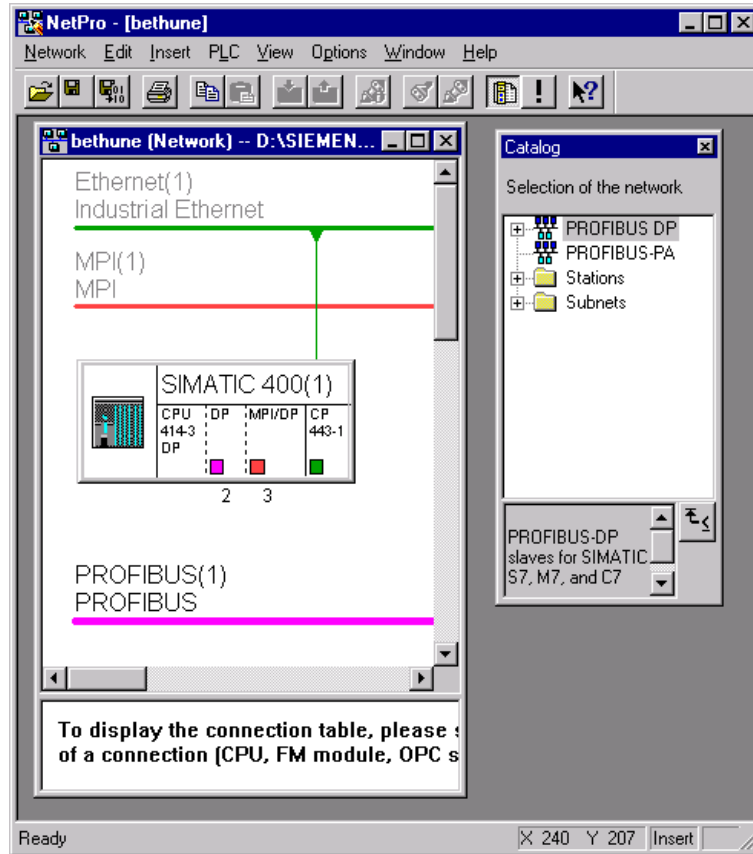 NetPro - [bethune]
Network Edit Insert PLC View Options Window Help
bethune (Network) -- D:\SIEMEN...
Ethernet(1)
Industrial Ethernet
MPI(1)
MPI
SIMATIC 400(1)
CPU 414-3 DP
DP
MPI/DP
CP 443-1
2 3
PROFIBUS(1)
PROFIBUS
To display the connection table, please s
of a connection (CPU, FM module, OPC s
Catalog
Selection of the network
PROFIBUS DP
PROFIBUS-PA
Stations
Subnets
PROFIBUS-DP
slaves for SIMATIC
S7, M7, and C7
Ready
X 240 Y 207 Insert